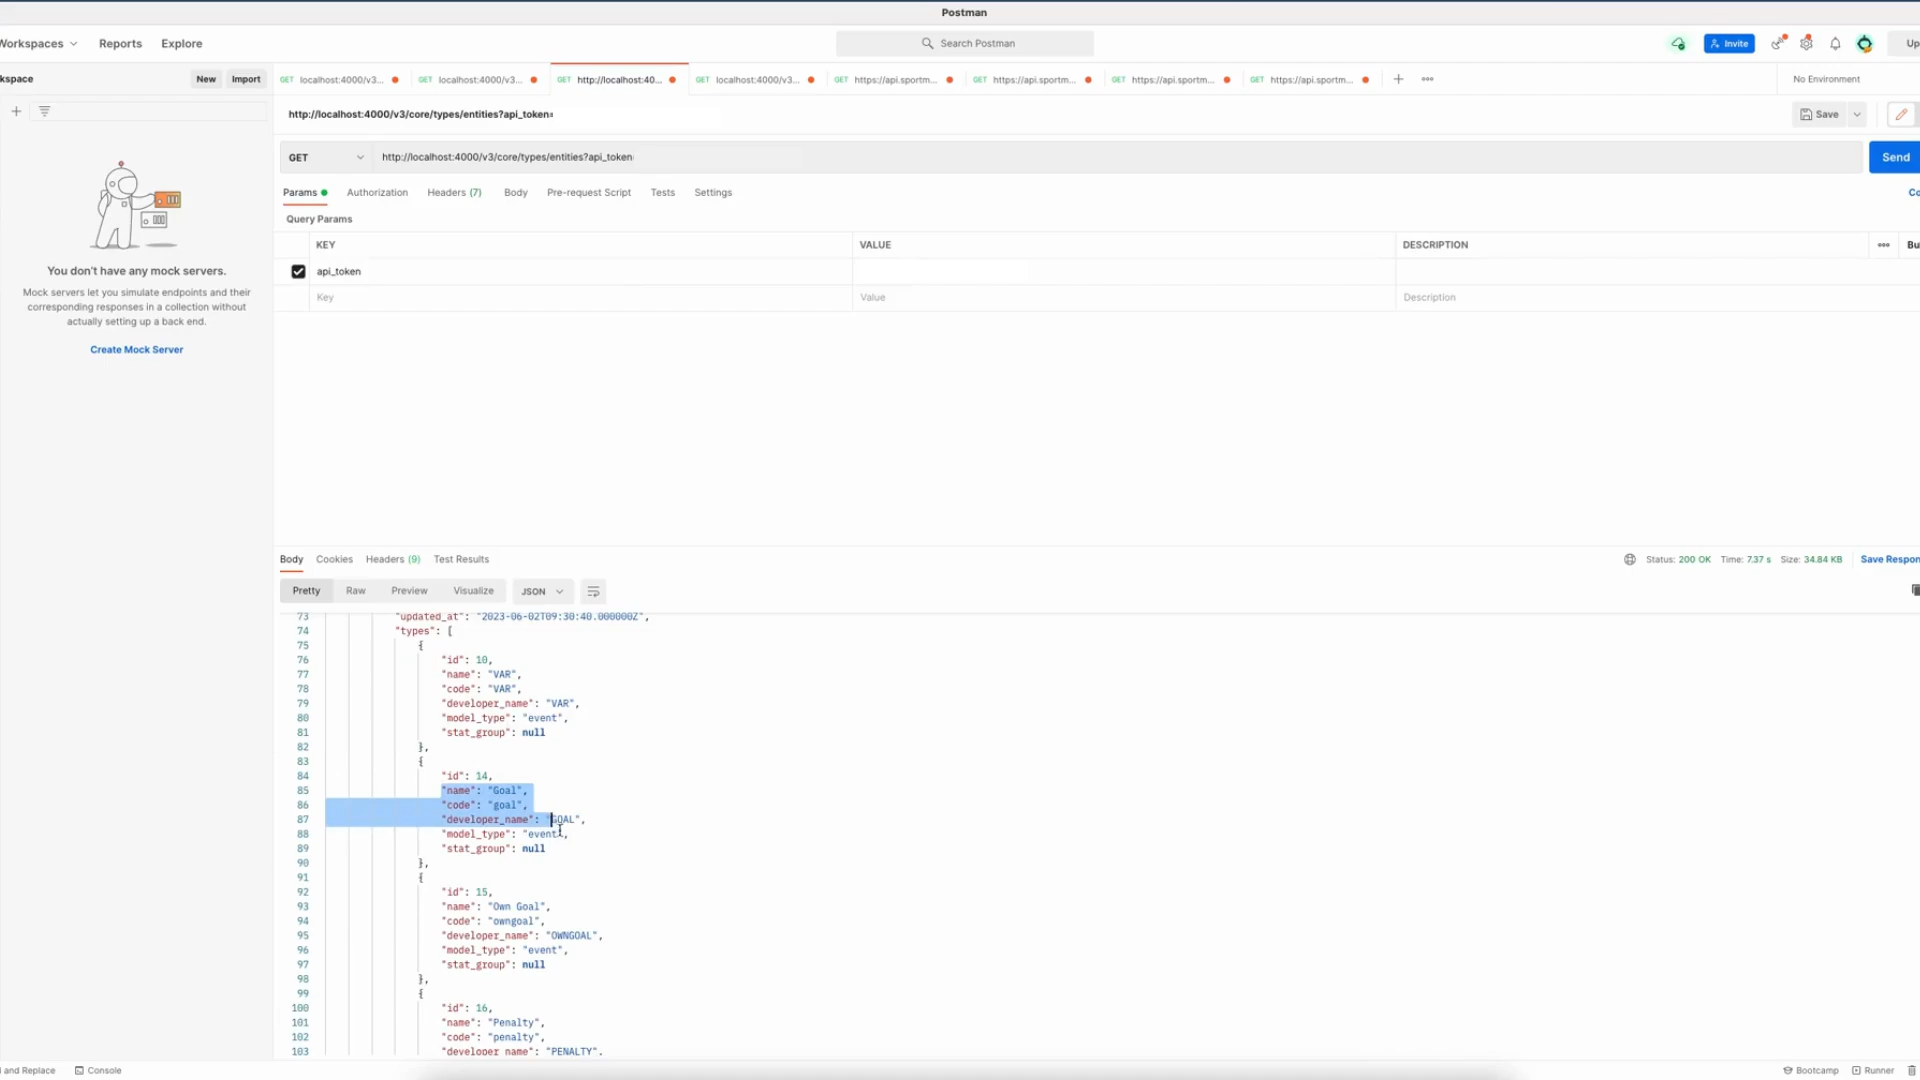 Postman
Workspaces Reports Explore
Search Postman
Invite
Up
kspace New Import
GET localhost:4000/v3...
GET localhost:4000/v3...
GET http://localhost:40...
GET localhost:4000/v3...
GET https://api.sportm...
GET https://api.sportm...
GET https://api.sportm...
GET https://api.sportm...
No Environment
http://localhost:4000/v3/core/types/entities?api_token=
Save
GET http://localhost:4000/v3/core/types/entities?api_token
Send
Params Authorization Headers (7) Body Pre-request Script Tests Settings
Co
Query Params
KEY VALUE DESCRIPTION Bu
api_token
Key Value Description
You don't have any mock servers.
Mock servers let you simulate endpoints and their
corresponding responses in a collection without
actually setting up a back end.
Create Mock Server
Body Cookies Headers (9) Test Results
Status: 200 OK Time: 7.37 s Size: 34.84 KB Save Respon
Pretty Raw Preview Visualize JSON
73 "updated_at": "2023-06-02T09:30:40.000000Z",
74 "types": [
75 {
76 "id": 10,
77 "name": "VAR",
78 "code": "VAR",
79 "developer_name": "VAR",
80 "model_type": "event",
81 "stat_group": null
82 },
83 {
84 "id": 14,
85 "name": "Goal",
86 "code": "goal",
87 "developer_name": "GOAL",
88 "model_type": "event",
89 "stat_group": null
90 },
91 {
92 "id": 15,
93 "name": "Own Goal",
94 "code": "owngoal",
95 "developer_name": "OWNGOAL",
96 "model_type": "event",
97 "stat_group": null
98 },
99 {
100 "id": 16,
101 "name": "Penalty",
102 "code": "penalty",
103 "developer_name": "PENALTY",
and Replace Console
Bootcamp Runner